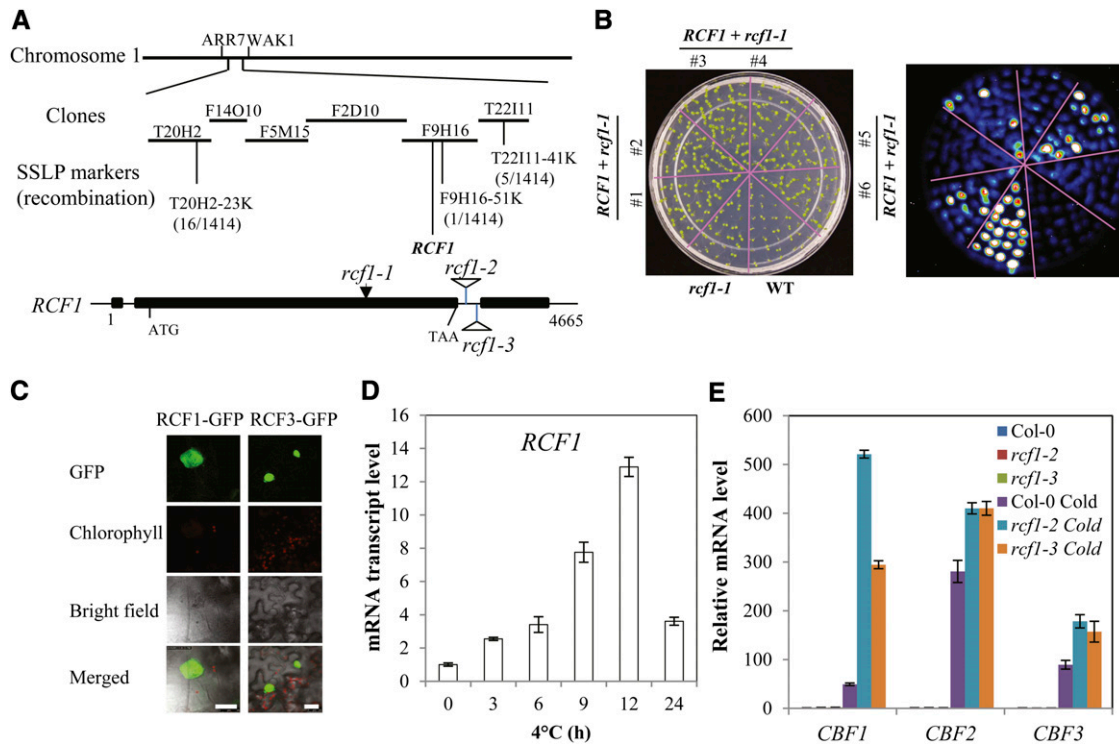 A
ARR7 WAK1
Chromosome 1
Clones
F14O10
F2D10
T22I11
T20H2
F5M15
F9H16
SSLP markers
(recombination)
T22I11-41K
(5/1414)
T20H2-23K
(16/1414)
F9H16-51K
(1/1414)
RCF1
rcf1-1
rcf1-2
RCF1
1
ATG
TAA
4665
rcf1-3
B
RCF1 + rcf1-1
#3
#4
RCF1 + rcf1-1
#2
#1
#5
#6
RCF1 + rcf1-1
rcf1-1
WT
C
RCF1-GFP RCF3-GFP
GFP
Chlorophyll
Bright field
Merged
D
mRNA transcript level
16
14
12
10
8
6
4
2
0
RCF1
0 3 6 9 12 24
4°C (h)
E
Relative mRNA level
600
500
400
300
200
100
0
Col-0
rcf1-2
rcf1-3
Col-0 Cold
rcf1-2 Cold
rcf1-3 Cold
CBF1 CBF2 CBF3